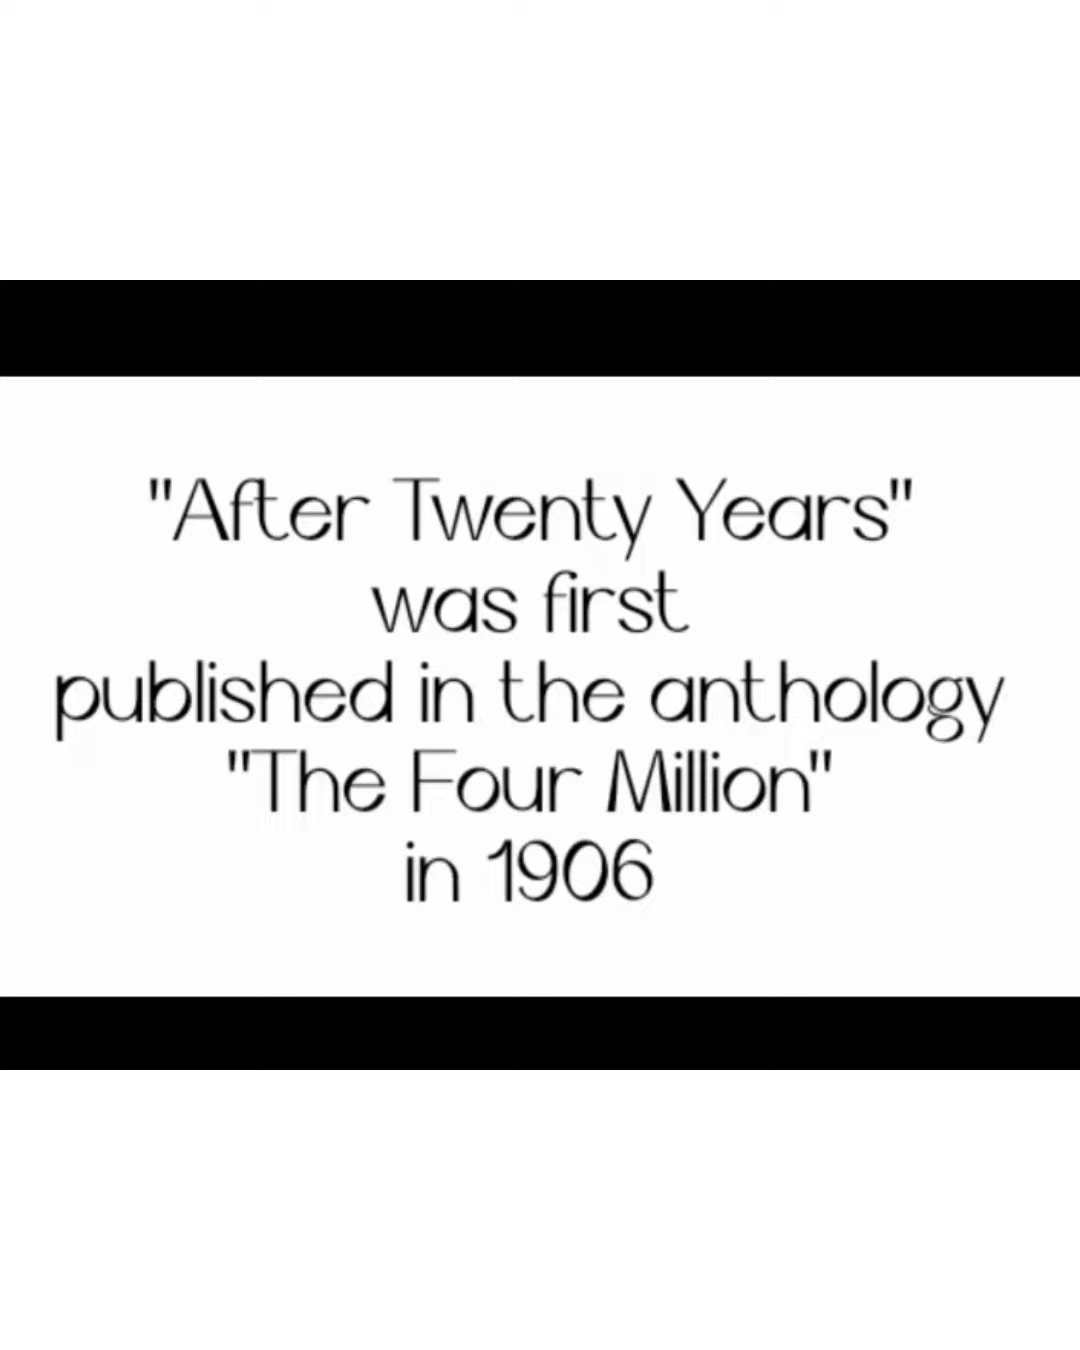 "After Twenty Years"
was first
published in the anthology
"The Four Million"
in 1906